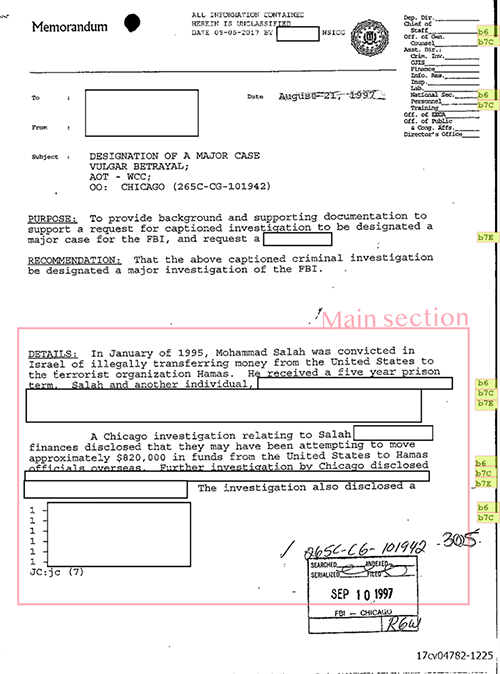 Memorandum
ALL INFORMATION CONTAINED
HEREIN IS UNCLASSIFIED
DATE 09-05-2017 BY NSICG
Dep. Dir.
Chief of
Staff
Off. of Gen.
Counsel
Asst. Dir.:
Crim. Inv.
CJIS
Finance
Info. Res.
Insp.
Lab.
National Sec.
Personnel
Training
Off. of EEOA
Off. of Public
& Cong. Affs.
Director's Office
b6
b7C
b6
b7C
To :
Date August 21, 1997
From :
Subject : DESIGNATION OF A MAJOR CASE
VULGAR BETRAYAL;
AOT - WCC;
OO: CHICAGO (265C-CG-101942)
PURPOSE: To provide background and supporting documentation to
support a request for captioned investigation to be designated a
major case for the FBI, and request a
b7E
RECOMMENDATION: That the above captioned criminal investigation
be designated a major investigation of the FBI.
Main section
DETAILS: In January of 1995, Mohammad Salah was convicted in
Israel of illegally transferring money from the United States to
the terrorist organization Hamas. He received a five year prison
term. Salah and another individual,
b6
b7C
b7E
A Chicago investigation relating to Salah
finances disclosed that they may have been attempting to move
approximately $820,000 in funds from the United States to Hamas
officials overseas. Further investigation by Chicago disclosed
b6
b7C
b7E
The investigation also disclosed a
b6
b7C
1 -
1 -
1 -
1 -
1 -
1 -
JC:jc (7)
265C-CG-101942-305
SEARCHED INDEXED
SERIALIZED FILED
SEP 10 1997
FBI - CHICAGO
RGW
17cv04782-1225